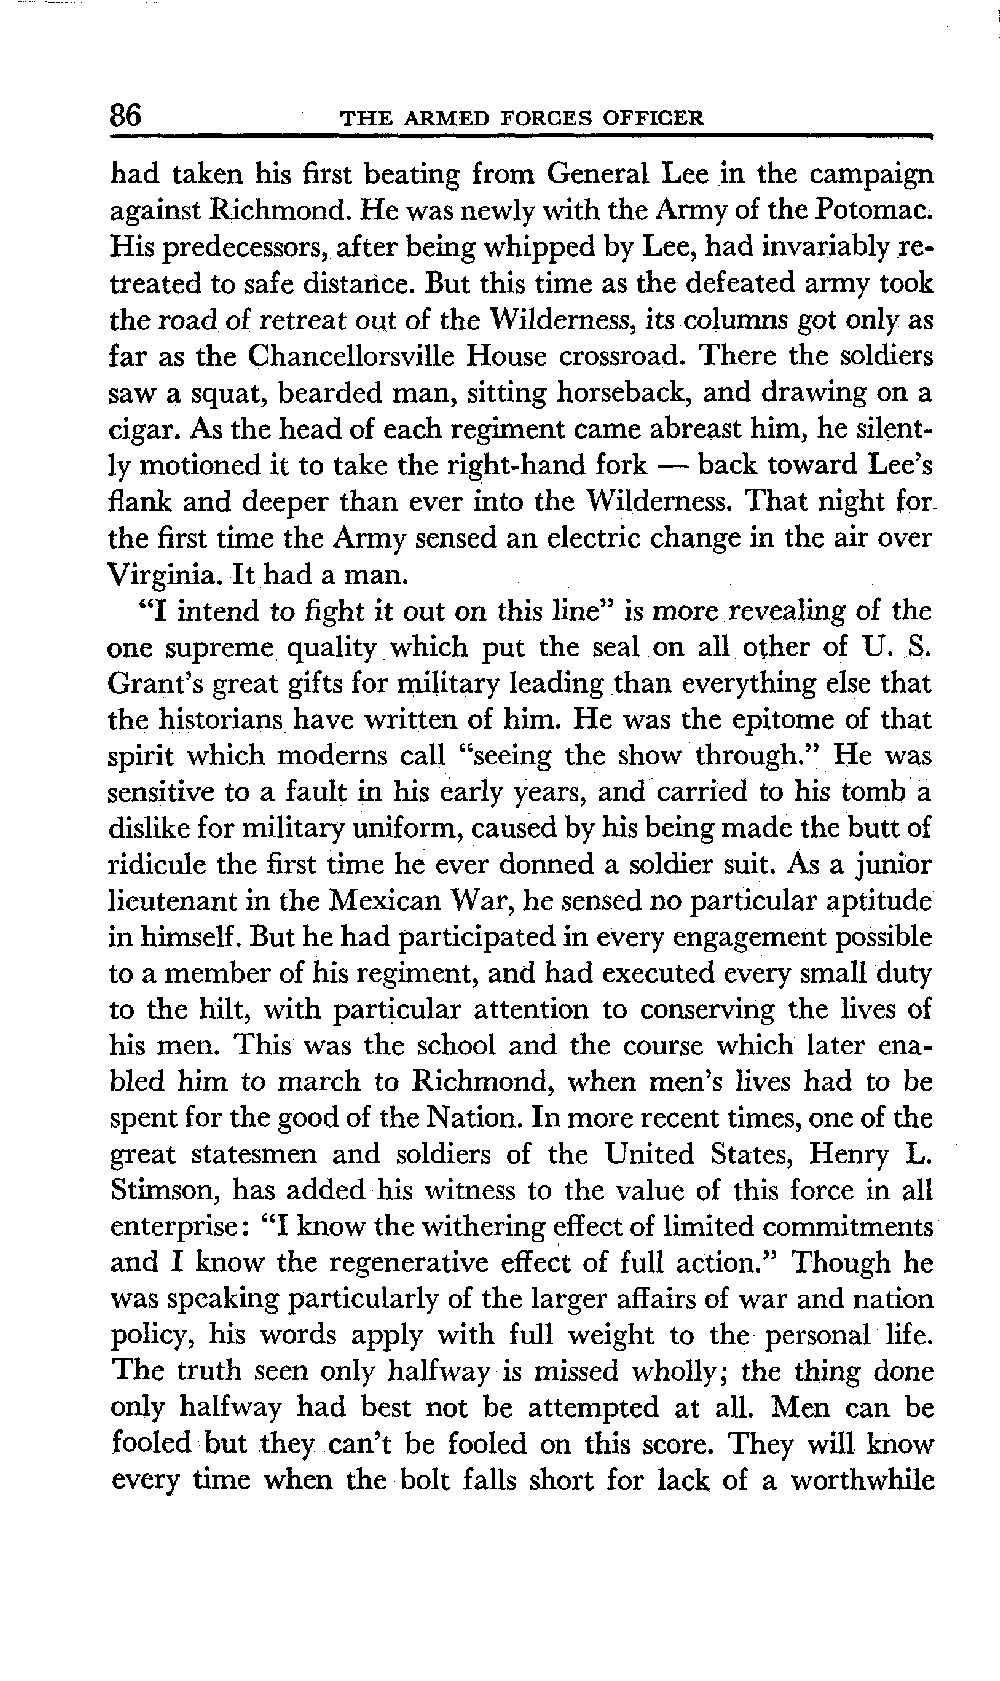 86 THE ARMED FORCES OFFICER
had taken his first beating from General Lee in the campaign
against Richmond. He was newly with the Army of the Potomac.
His predecessors, after being whipped by Lee, had invariably re-
treated to safe distance. But this time as the defeated army took
the road of retreat out of the Wilderness, its columns got only as
far as the Chancellorsville House crossroad. There the soldiers
saw a squat, bearded man, sitting horseback, and drawing on a
cigar. As the head of each regiment came abreast him, he silent-
ly motioned it to take the right-hand fork — back toward Lee's
flank and deeper than ever into the Wilderness. That night for
the first time the Army sensed an electric change in the air over
Virginia. It had a man.
"I intend to fight it out on this line" is more revealing of the
one supreme quality which put the seal on all other of U. S.
Grant's great gifts for military leading than everything else that
the historians have written of him. He was the epitome of that
spirit which moderns call "seeing the show through." He was
sensitive to a fault in his early years, and carried to his tomb a
dislike for military uniform, caused by his being made the butt of
ridicule the first time he ever donned a soldier suit. As a junior
lieutenant in the Mexican War, he sensed no particular aptitude
in himself. But he had participated in every engagement possible
to a member of his regiment, and had executed every small duty
to the hilt, with particular attention to conserving the lives of
his men. This was the school and the course which later ena-
bled him to march to Richmond, when men's lives had to be
spent for the good of the Nation. In more recent times, one of the
great statesmen and soldiers of the United States, Henry L.
Stimson, has added his witness to the value of this force in all
enterprise: "I know the withering effect of limited commitments
and I know the regenerative effect of full action." Though he
was speaking particularly of the larger affairs of war and nation
policy, his words apply with full weight to the personal life.
The truth seen only halfway is missed wholly; the thing done
only halfway had best not be attempted at all. Men can be
fooled but they can't be fooled on this score. They will know
every time when the bolt falls short for lack of a worthwhile